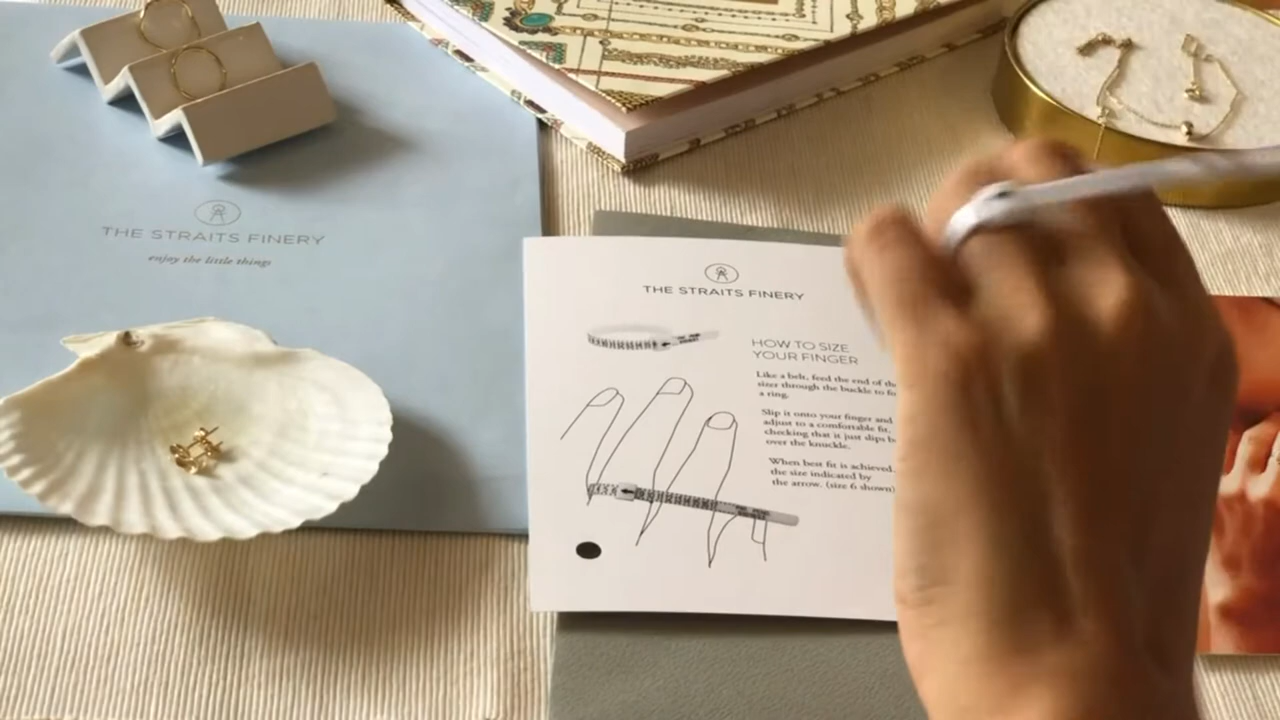 THE STRAITS FINERY
enjoy the little things
THE STRAITS FINERY
HOW TO SIZE
YOUR FINGER
Like a belt, feed the end of the
sizer through the buckle to
a ring.
Slip it onto your finger and
adjust to a comfortable fit,
checking that it just slips
over the knuckle.
When best fit is achieved,
the size indicated by
the arrow. (size 6 shown)